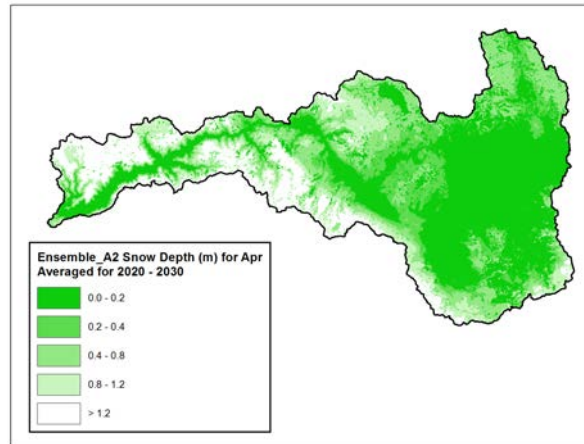 Ensemble_A2 Snow Depth (m) for Apr
Averaged for 2020 - 2030
0.0 - 0.2
0.2 - 0.4
0.4 - 0.8
0.8 - 1.2
> 1.2